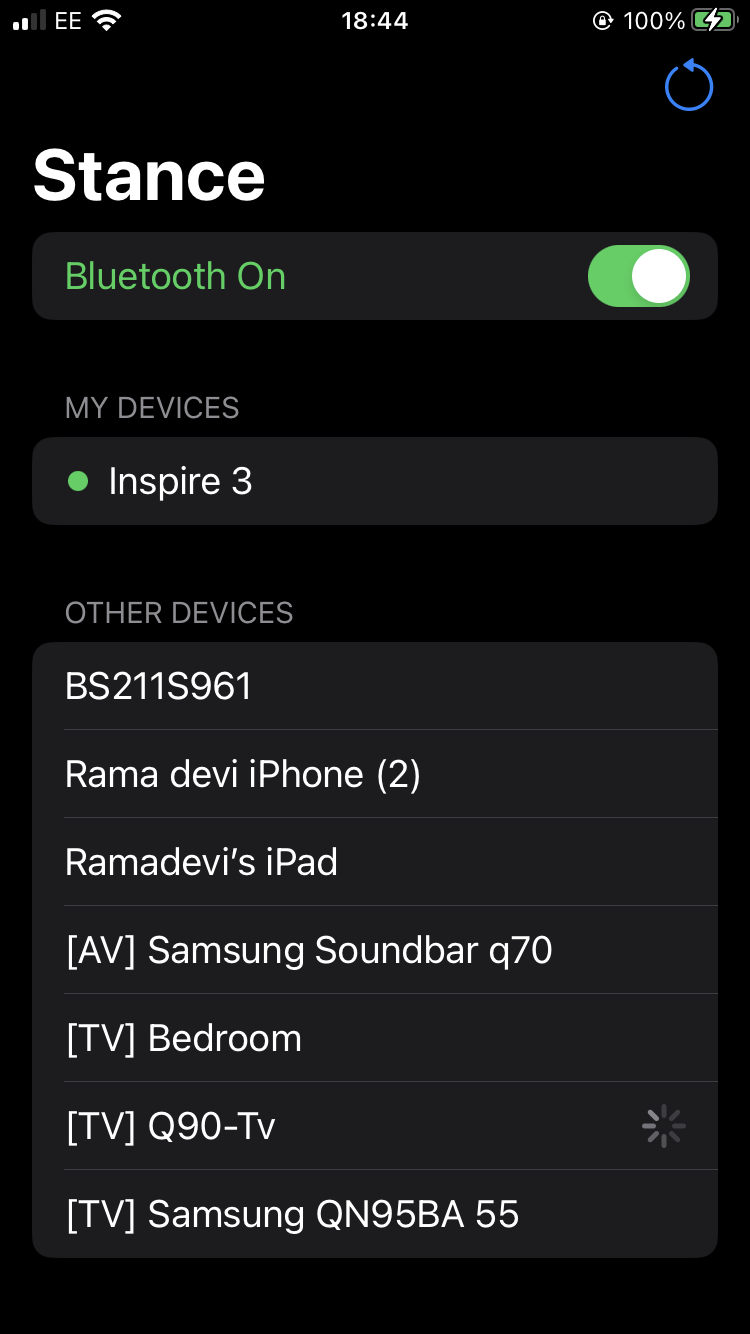 EE 18:44 100%
Stance
Bluetooth On
MY DEVICES
Inspire 3
OTHER DEVICES
BS211S961
Rama devi iPhone (2)
Ramadevi’s iPad
[AV] Samsung Soundbar q70
[TV] Bedroom
[TV] Q90-Tv
[TV] Samsung QN95BA 55